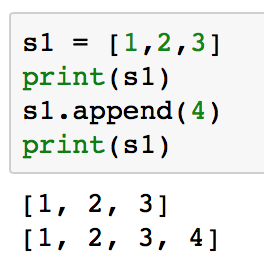 s1 = [1,2,3]
print(s1)
s1.append(4)
print(s1)
[1, 2, 3]
[1, 2, 3, 4]